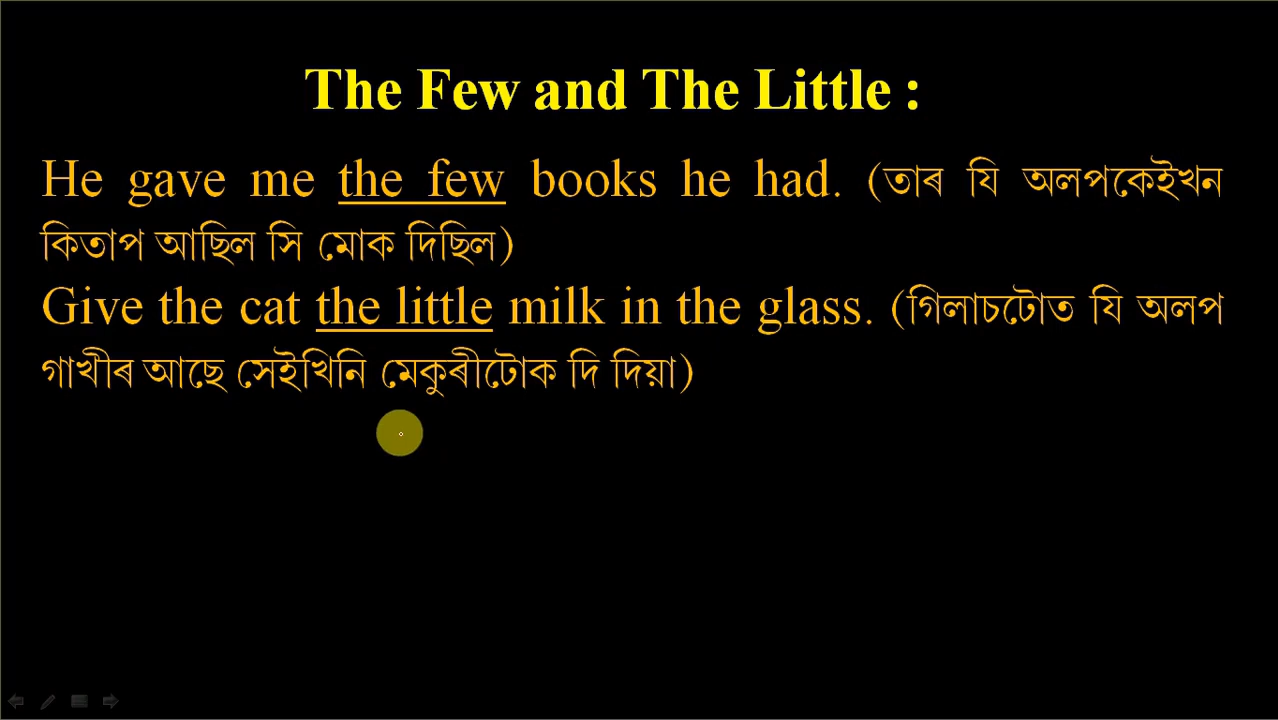 The Few and The Little :
He gave me the few books he had. (তাৰ যি অলপকেইখন
কিতাপ আছিল সি মোক দিছিল)
Give the cat the little milk in the glass. (গিলাচটোত যি অলপ
গাখীৰ আছে সেইখিনি মেকুৰীটোক দি দিয়া)